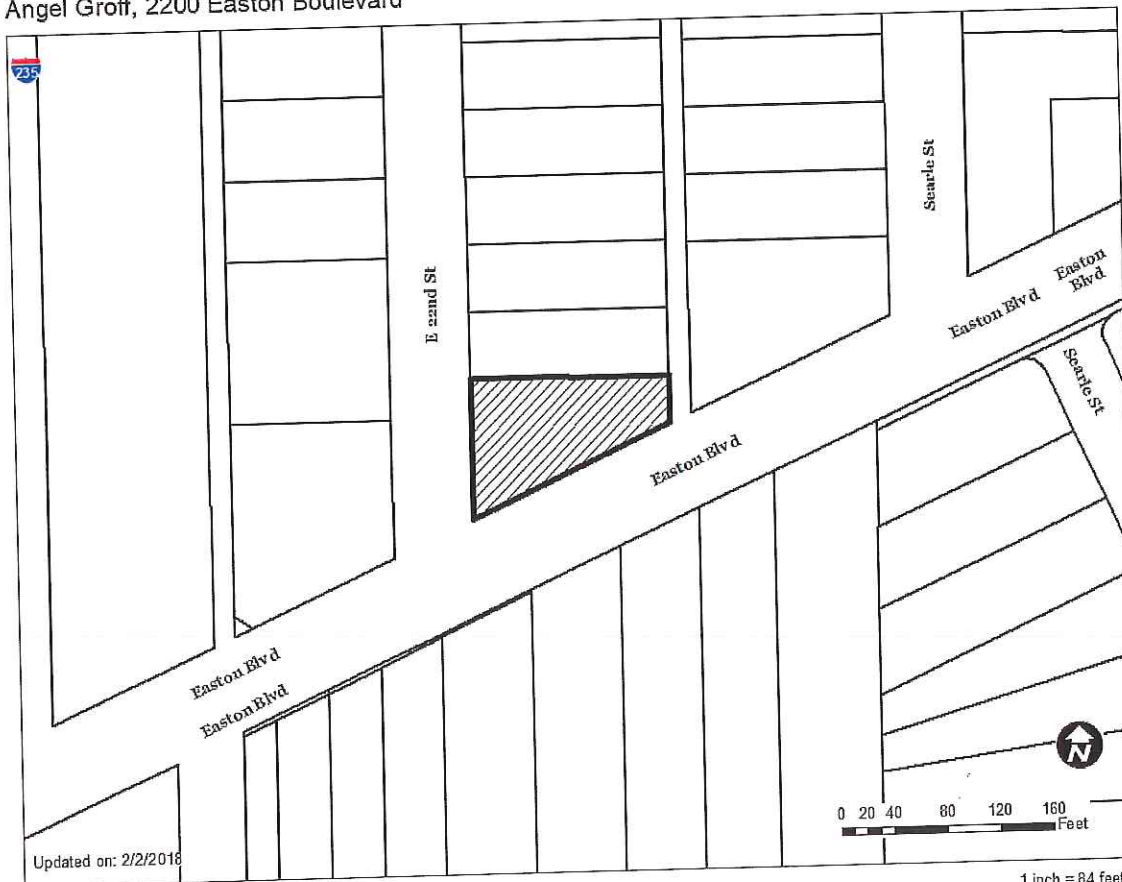 Angel Groff, 2200 Easton Boulevard
235
E 22nd St
Searle St
Easton Blvd
Easton
Blvd
Searle St
Easton Blvd
Easton Blvd
Easton Blvd
N
0 20 40 80 120 160
Feet
Updated on: 2/2/2018
1 inch = 84 feet